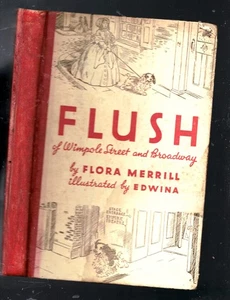 FLUSH
of Wimpole Street and Broadway
by FLORA MERRILL
illustrated by EDWINA